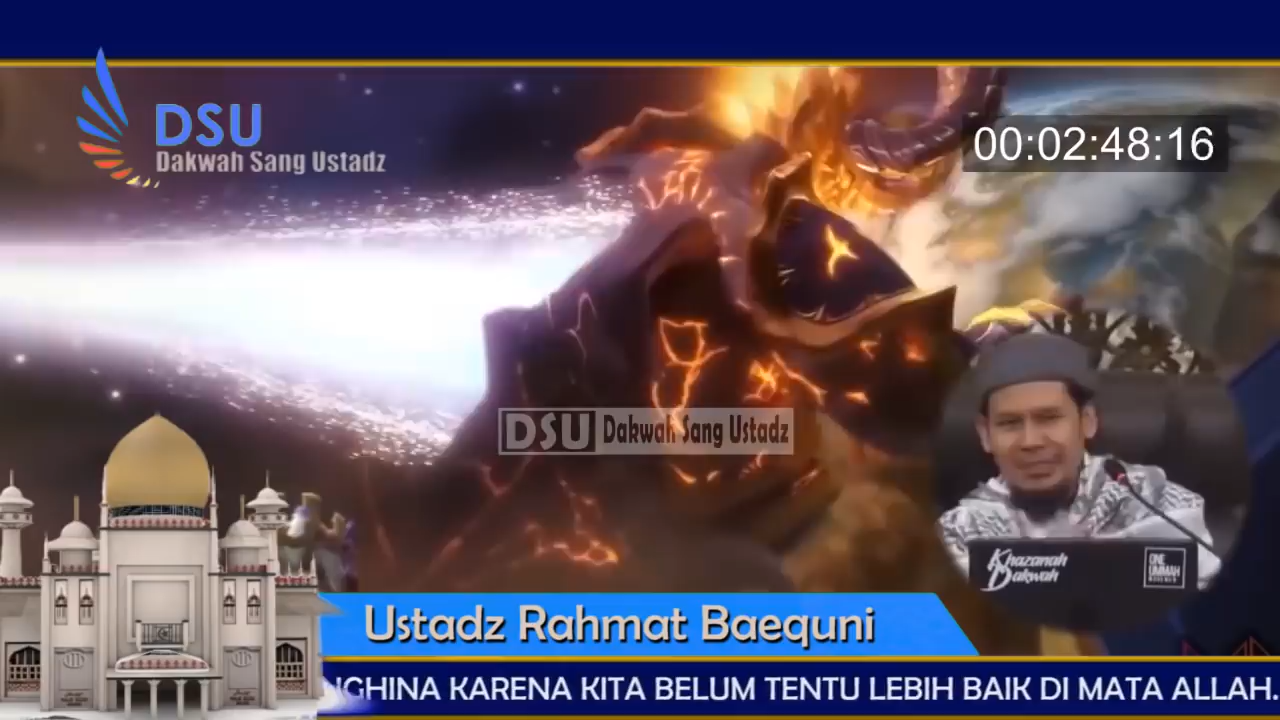 DSU
Dakwah Sang Ustadz
00:02:48:16
DSU Dakwah Sang Ustadz
Khazanah
Dakwah
ONE
UMMAH
Ustadz Rahmat Baequni
NGHINA KARENA KITA BELUM TENTU LEBIH BAIK DI MATA ALLAH.